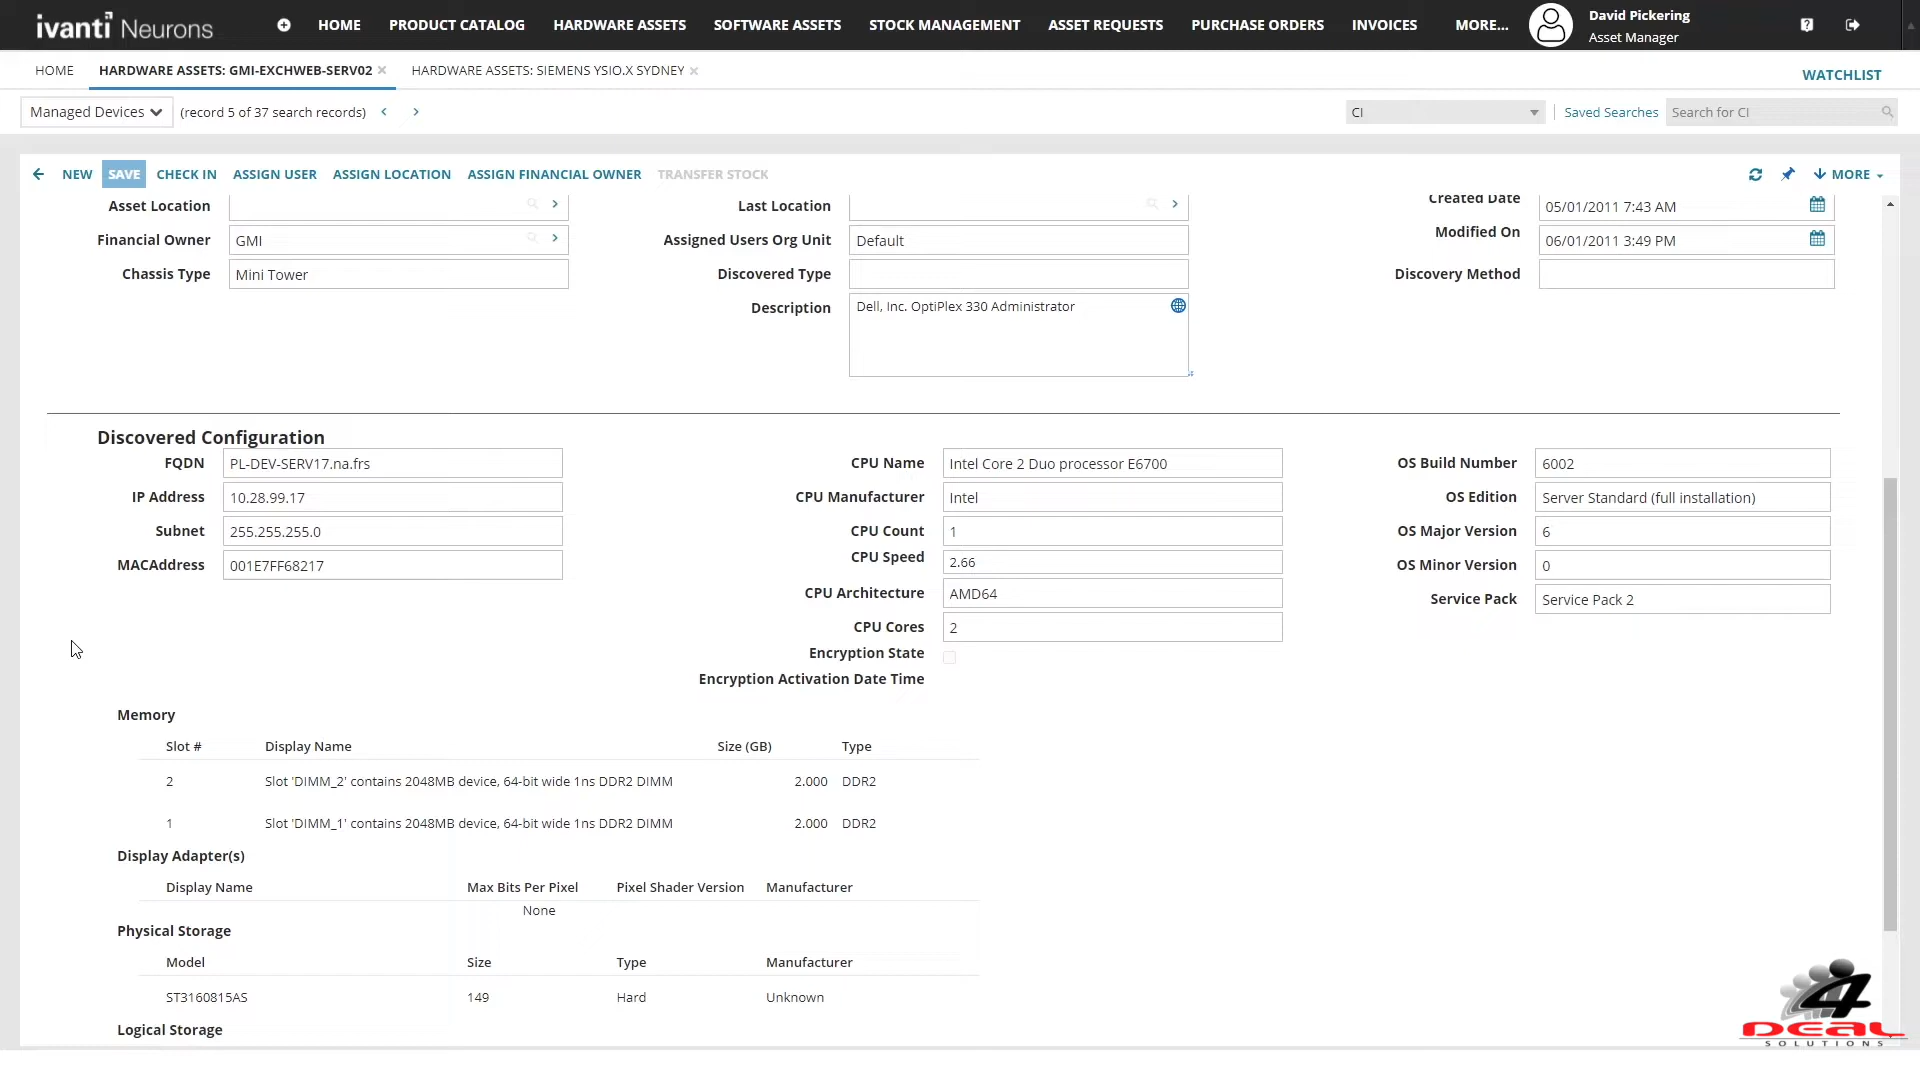 ivanti Neurons HOME PRODUCT CATALOG HARDWARE ASSETS SOFTWARE ASSETS STOCK MANAGEMENT ASSET REQUESTS PURCHASE ORDERS INVOICES MORE...
David Pickering
Asset Manager
HOME HARDWARE ASSETS: GMI-EXCHWEB-SERV02 HARDWARE ASSETS: SIEMENS YSIO.X SYDNEY
WATCHLIST
Managed Devices (record 5 of 37 search records) CI Saved Searches Search for CI
NEW SAVE CHECK IN ASSIGN USER ASSIGN LOCATION ASSIGN FINANCIAL OWNER TRANSFER STOCK MORE
Asset Location Last Location Created Date 05/01/2011 7:43 AM
Financial Owner GMI Assigned Users Org Unit Default Modified On 06/01/2011 3:49 PM
Chassis Type Mini Tower Discovered Type Discovery Method
Description Dell, Inc. OptiPlex 330 Administrator
Discovered Configuration
FQDN PL-DEV-SERV17.na.frs CPU Name Intel Core 2 Duo processor E6700 OS Build Number 6002
IP Address 10.28.99.17 CPU Manufacturer Intel OS Edition Server Standard (full installation)
Subnet 255.255.255.0 CPU Count 1 OS Major Version 6
CPU Speed 2.66
MACAddress 001E7FF68217 OS Minor Version 0
CPU Architecture AMD64 Service Pack Service Pack 2
CPU Cores 2
Encryption State
Encryption Activation Date Time
Memory
Slot # Display Name Size (GB) Type
2 Slot 'DIMM_2' contains 2048MB device, 64-bit wide 1ns DDR2 DIMM 2.000 DDR2
1 Slot 'DIMM_1' contains 2048MB device, 64-bit wide 1ns DDR2 DIMM 2.000 DDR2
Display Adapter(s)
Display Name Max Bits Per Pixel Pixel Shader Version Manufacturer
None
Physical Storage
Model Size Type Manufacturer
ST3160815AS 149 Hard Unknown
Logical Storage
4
DEAL
SOLUTIONS